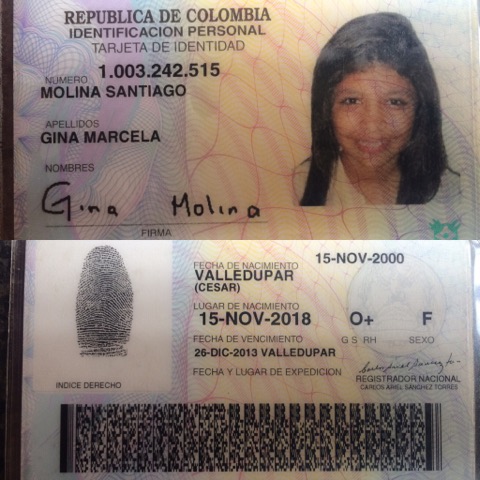 REPUBLICA DE COLOMBIA
IDENTIFICACION PERSONAL
TARJETA DE IDENTIDAD
NUMERO 1.003.242.515
MOLINA SANTIAGO
APELLIDOS
GINA MARCELA
NOMBRES
Gina Molina
FIRMA
FECHA DE NACIMIENTO 15-NOV-2000
VALLEDUPAR
(CESAR)
LUGAR DE NACIMIENTO
15-NOV-2018 O+ F
FECHA DE VENCIMIENTO G S RH SEXO
26-DIC-2013 VALLEDUPAR
FECHA Y LUGAR DE EXPEDICION
REGISTRADOR NACIONAL
CARLOS ARIEL SÁNCHEZ TORRES
INDICE DERECHO